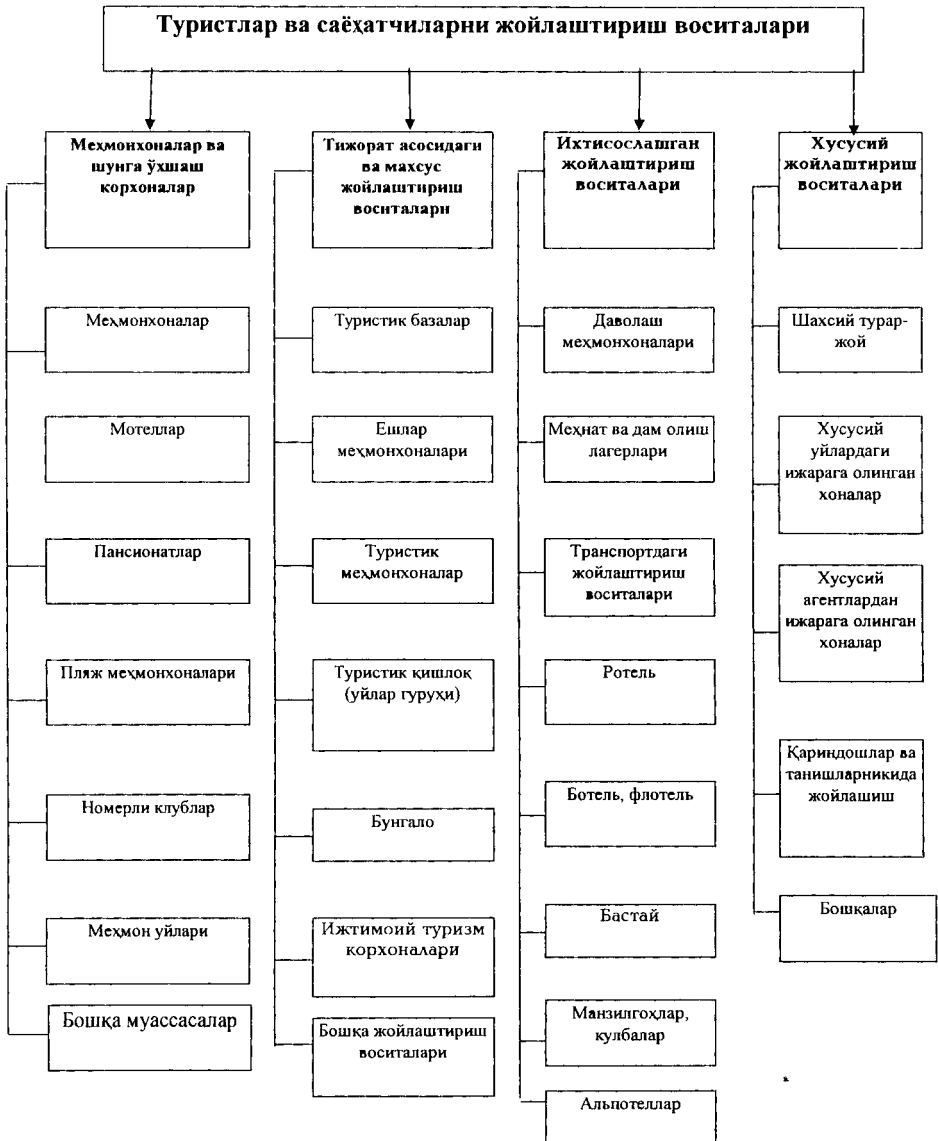 Туристлар ва саёҳатчиларни жойлаштириш воситалари
Меҳмонхоналар ва
шунга ўхшаш
корхоналар
Меҳмонхоналар
Мотеллар
Пансионатлар
Пляж меҳмонхоналари
Номерли клублар
Меҳмон уйлари
Бошқа муассасалар
Тижорат асосидаги
ва махсус
жойлаштириш
воситалари
Туристик базалар
Ешлар
меҳмонхоналари
Туристик
меҳмонхоналар
Туристик қишлоқ
(уйлар гуруҳи)
Бунгало
Ижтимоий туризм
корхоналари
Бошқа жойлаштириш
воситалари
Ихтисослашган
жойлаштириш
воситалари
Даволаш
меҳмонхоналари
Меҳнат ва дам олиш
лагерлари
Транспортдаги
жойлаштириш
воситалари
Ротель
Ботель, флотель
Бастай
Манзилгоҳлар,
кулбалар
Альпотеллар
Хусусий
жойлаштириш
воситалари
Шахсий турар-
жой
Хусусий
уйлардаги
ижарага олинган
хоналар
Хусусий
агентлардан
ижарага олинган
хоналар
Қариндошлар ва
танишларникида
жойлашиш
Бошқалар